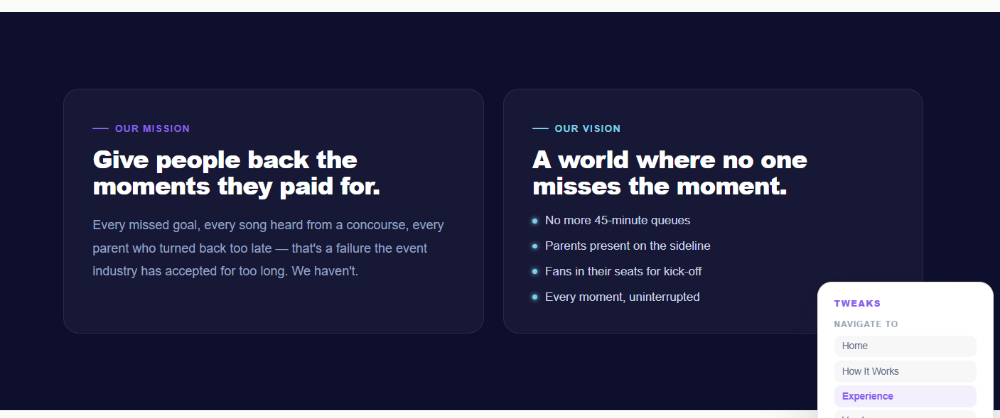 OUR MISSION
Give people back the
moments they paid for.
Every missed goal, every song heard from a concourse, every
parent who turned back too late — that's a failure the event
industry has accepted for too long. We haven't.
OUR VISION
A world where no one
misses the moment.
No more 45-minute queues
Parents present on the sideline
Fans in their seats for kick-off
Every moment, uninterrupted
TWEAKS
NAVIGATE TO
Home
How It Works
Experience